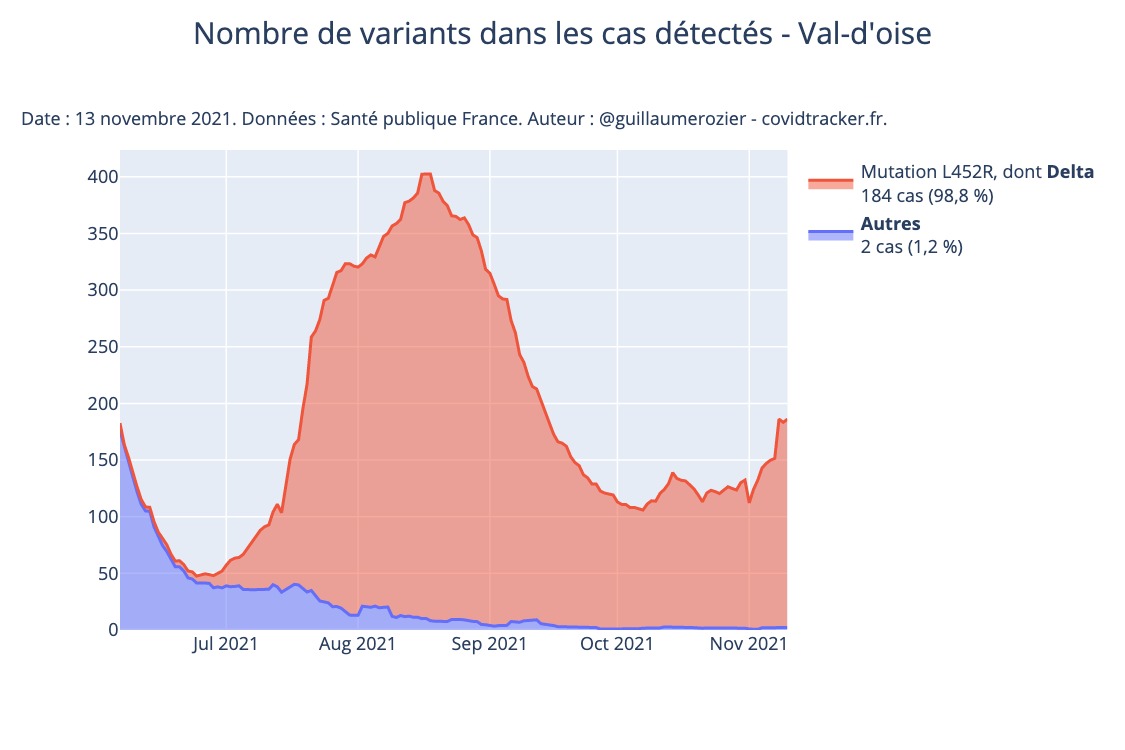 Nombre de variants dans les cas détectés - Val-d'oise
Date : 13 novembre 2021. Données : Santé publique France. Auteur : @guillaumerozier - covidtracker.fr.
Mutation L452R, dont Delta
184 cas (98,8 %)
Autres
2 cas (1,2 %)
400
350
300
250
200
150
100
50
0
Jul 2021
Aug 2021
Sep 2021
Oct 2021
Nov 2021